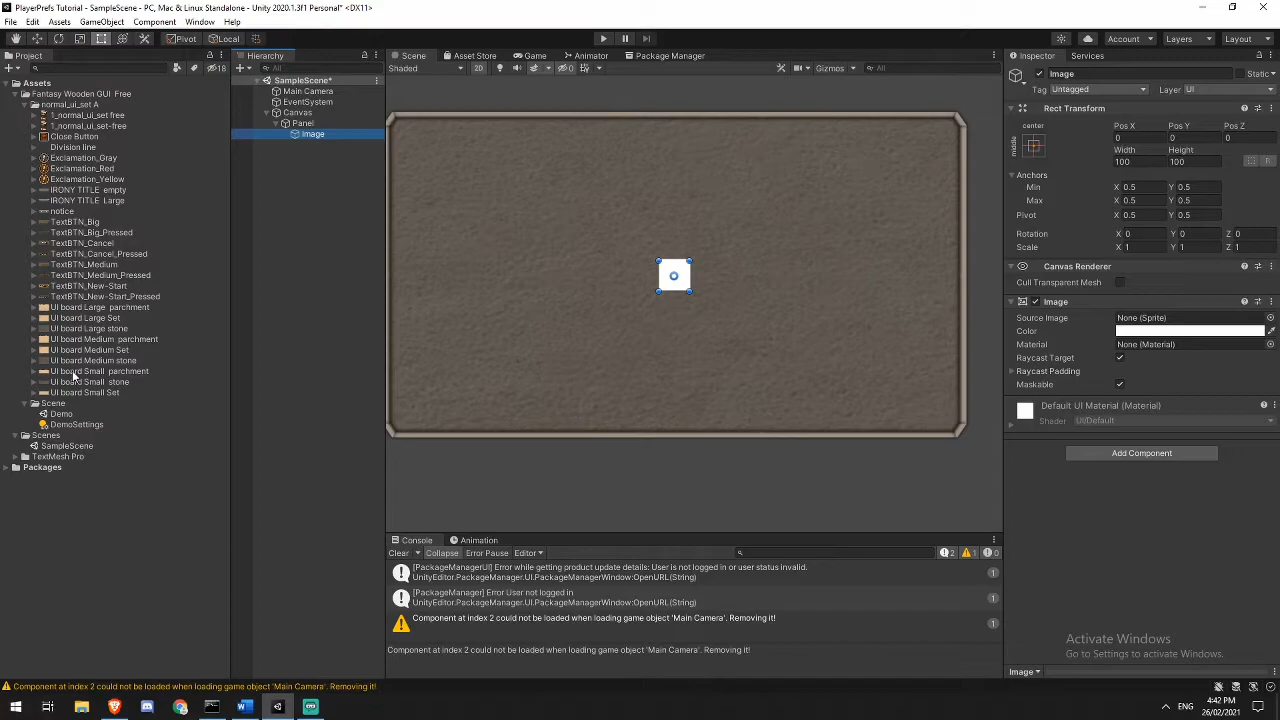 PlayerPrefs Tutorial - SampleScene - PC, Mac & Linux Standalone - Unity 2020.1.3f1 Personal* <DX11>
File Edit Assets GameObject Component Window Help
Pivot Local Account Layers Layout
Project
Hierarchy
Scene Asset Store Game Animator Package Manager
Inspector Services
18
All
Shaded 2D 0 Gizmos All
Assets
Fantasy Wooden GUI Free
normal_ui_set A
1_normal_ui_set free
1_normal_ui_set-free
Close Button
Division line
Exclamation_Gray
Exclamation_Red
Exclamation_Yellow
IRONY TITLE empty
IRONY TITLE Large
notice
TextBTN_Big
TextBTN_Big_Pressed
TextBTN_Cancel
TextBTN_Cancel_Pressed
TextBTN_Medium
TextBTN_Medium_Pressed
TextBTN_New-Start
TextBTN_New-Start_Pressed
UI board Large parchment
UI board Large Set
UI board Large stone
UI board Medium parchment
UI board Medium Set
UI board Medium stone
UI board Small parchment
UI board Small stone
UI board Small Set
Scene
Demo
DemoSettings
Scenes
SampleScene
TextMesh Pro
Packages
SampleScene*
Main Camera
EventSystem
Canvas
Panel
Image
Image Static
Tag Untagged Layer UI
Rect Transform
center Pos X Pos Y Pos Z
middle 0 0 0
Width Height
100 100 R
Anchors
Min X 0.5 Y 0.5
Max X 0.5 Y 0.5
Pivot X 0.5 Y 0.5
Rotation X 0 Y 0 Z 0
Scale X 1 Y 1 Z 1
Canvas Renderer
Cull Transparent Mesh
Image
Source Image None (Sprite)
Color
Material None (Material)
Raycast Target
Raycast Padding
Maskable
Default UI Material (Material)
Shader UI/Default
Add Component
Console Animation
Clear Collapse Error Pause Editor 2 1 0
[PackageManagerUI] Error while getting product update details: User is not logged in or user status invalid.
UnityEditor.PackageManager.UI.PackageManagerWindow:OpenURL(String)
1
[PackageManager] Error User not logged in
UnityEditor.PackageManager.UI.PackageManagerWindow:OpenURL(String)
1
Component at index 2 could not be loaded when loading game object 'Main Camera'. Removing it!
1
Component at index 2 could not be loaded when loading game object 'Main Camera'. Removing it!
Activate Windows
Go to Settings to activate Windows.
Image
Component at index 2 could not be loaded when loading game object 'Main Camera'. Removing it!
ENG
4:42 PM
26/02/2021